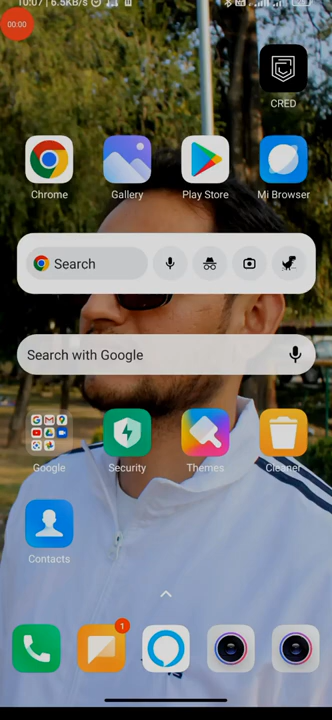 10:07 | 6.5KB/s
00:00
CRED
Chrome
Gallery
Play Store
Mi Browser
Search
Search with Google
Google
Security
Themes
Cleaner
Contacts
1